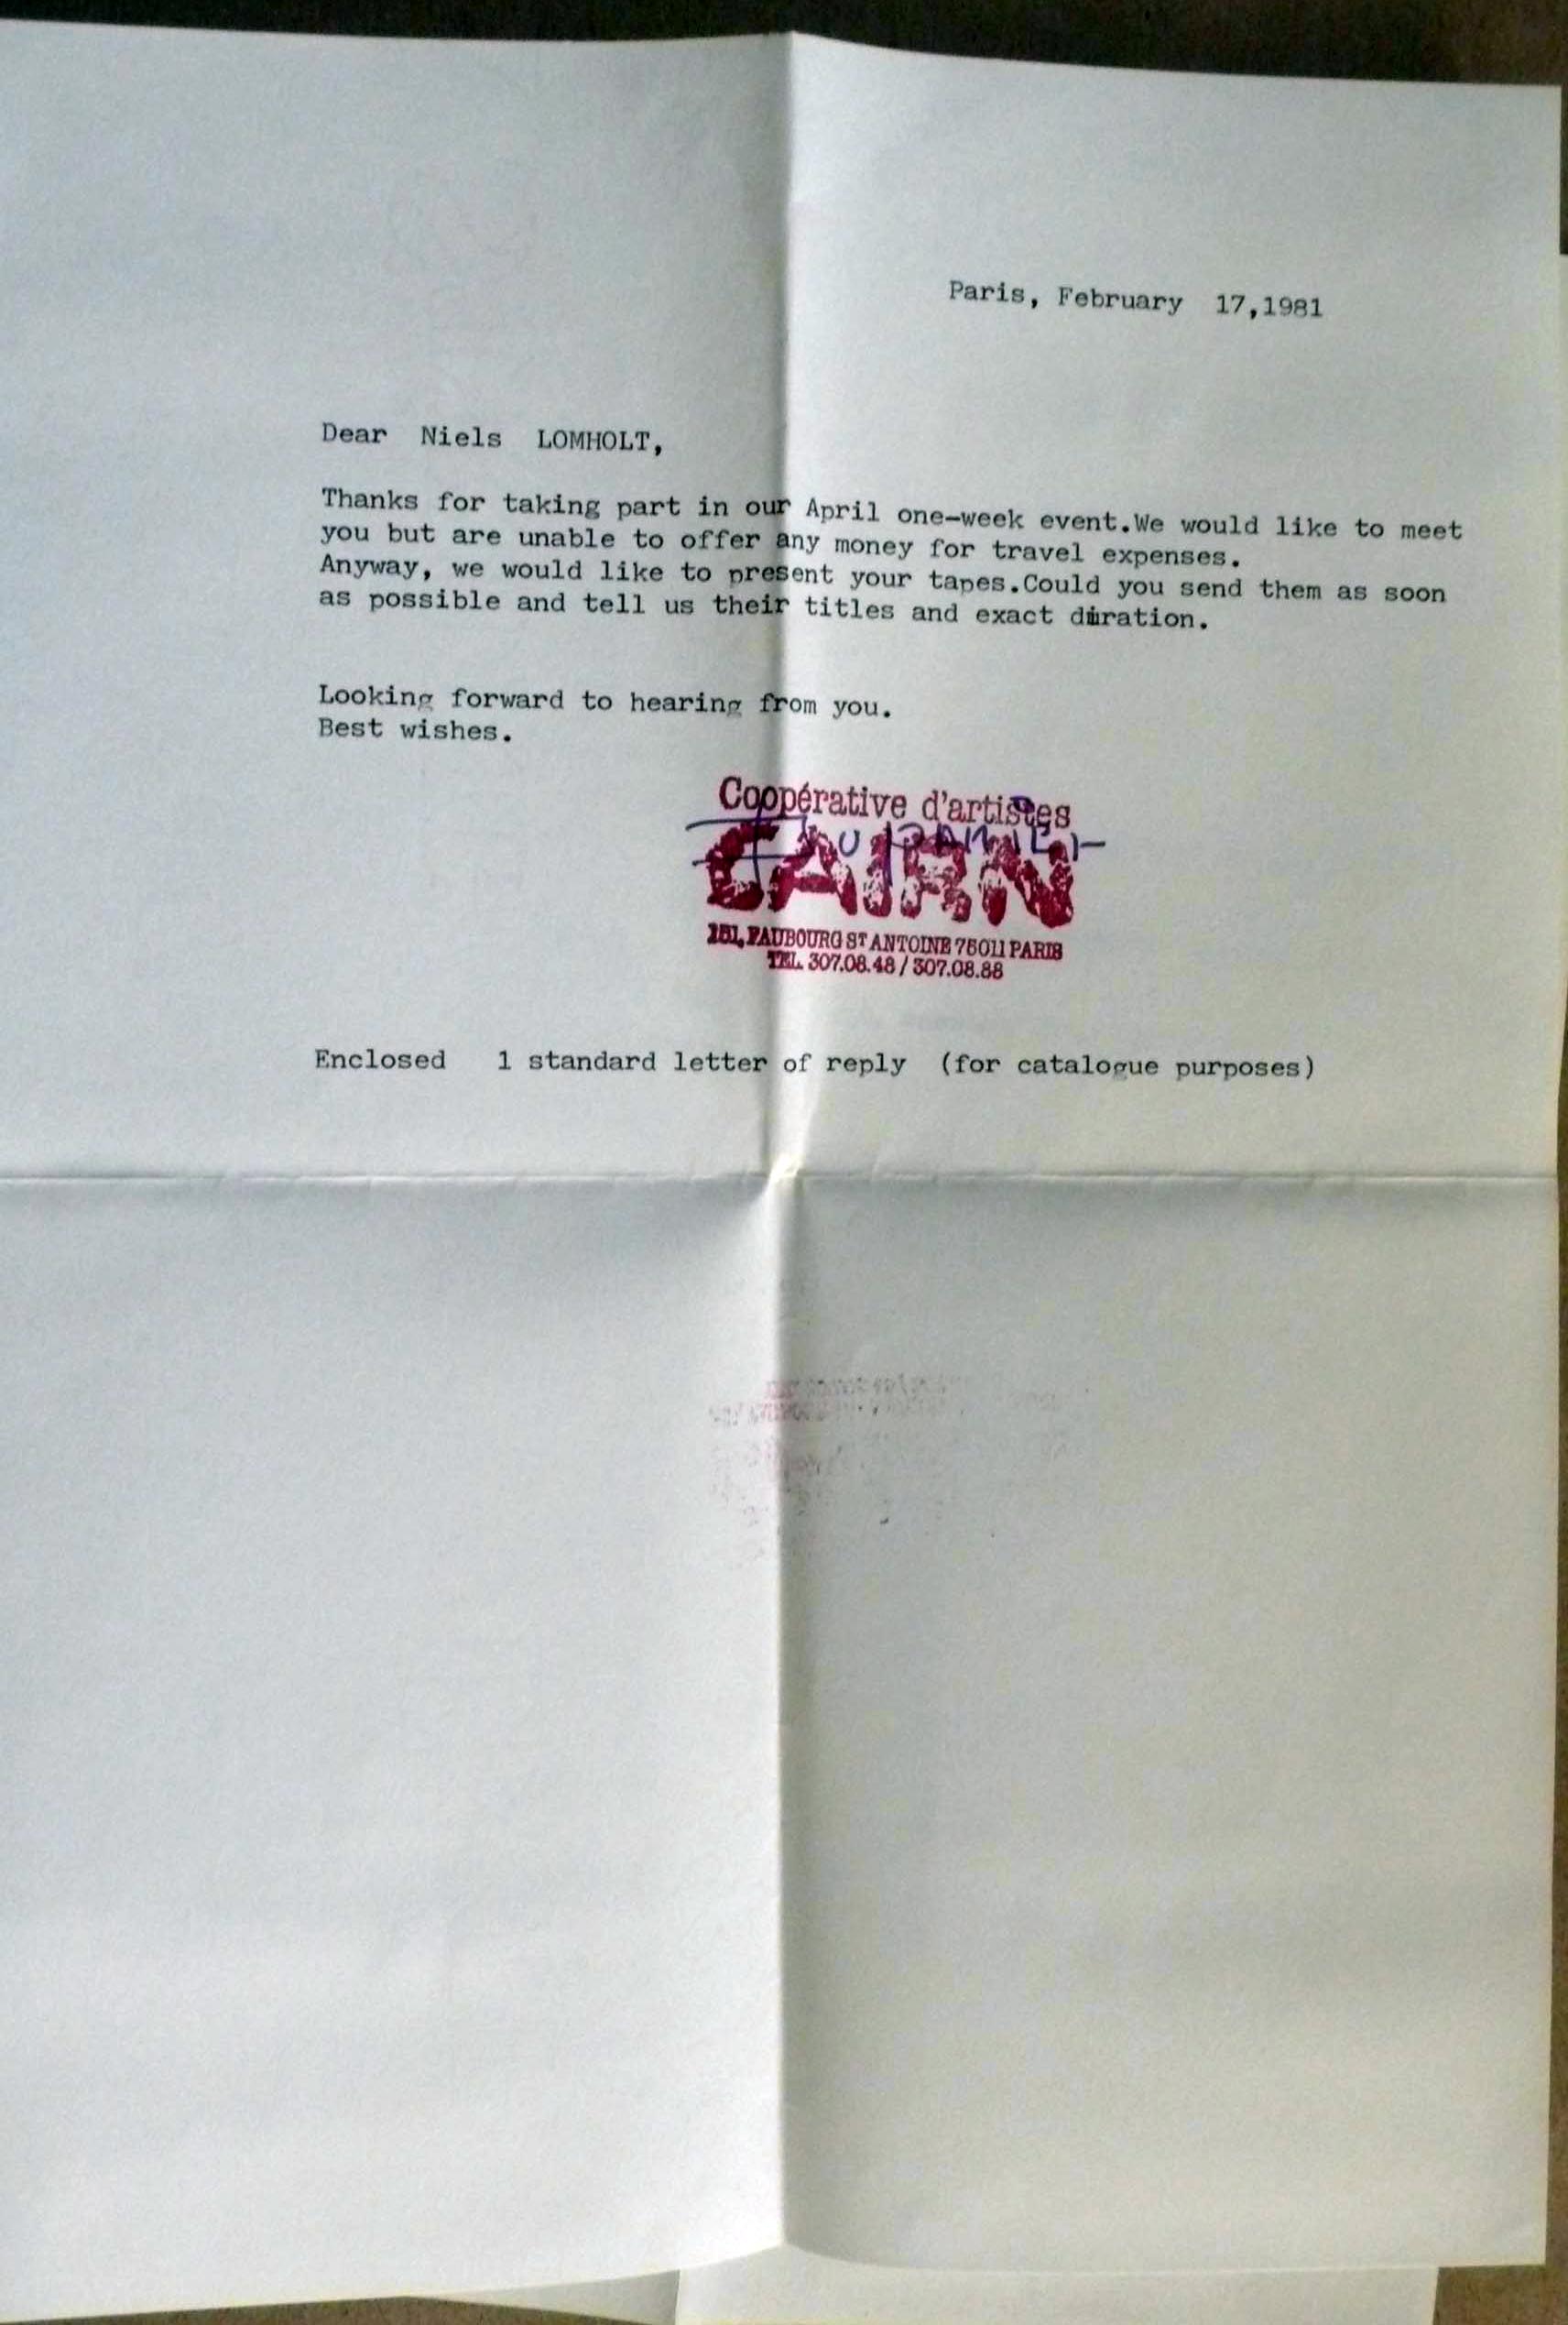 Paris, February 17,1981
Dear Niels LOMHOLT,
Thanks for taking part in our April one-week event.We would like to meet
you but are unable to offer any money for travel expenses.
Anyway, we would like to present your tapes.Could you send them as soon
as possible and tell us their titles and exact duration.
Looking forward to hearing from you.
Best wishes.
Coopérative d'artistes
CAIRN
151, FAUBOURG ST ANTOINE 75011 PARIS
TEL. 307.08.48 / 307.08.88
Enclosed 1 standard letter of reply (for catalogue purposes)